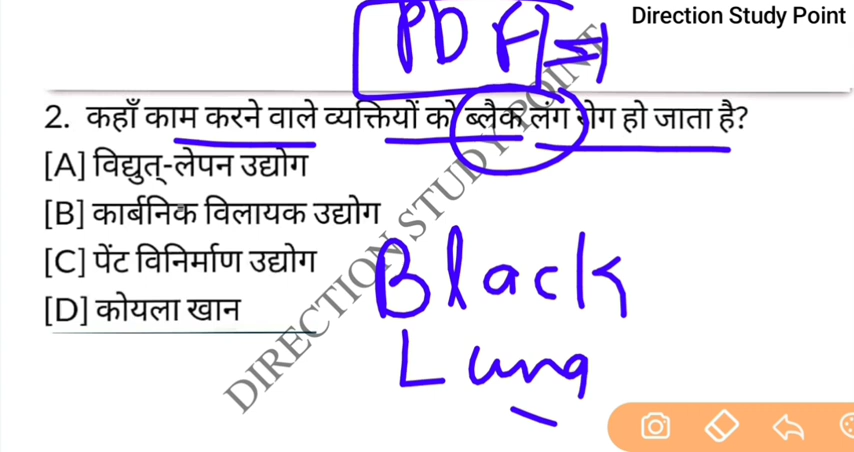 Direction Study Point
PDF
2. कहाँ काम करने वाले व्यक्तियों को ब्लैक लंग रोग हो जाता है?
[A] विद्युत्-लेपन उद्योग
[B] कार्बनिक विलायक उद्योग
[C] पेंट विनिर्माण उद्योग
[D] कोयला खान
Black
Lung
DIRECTION STUDY POINT